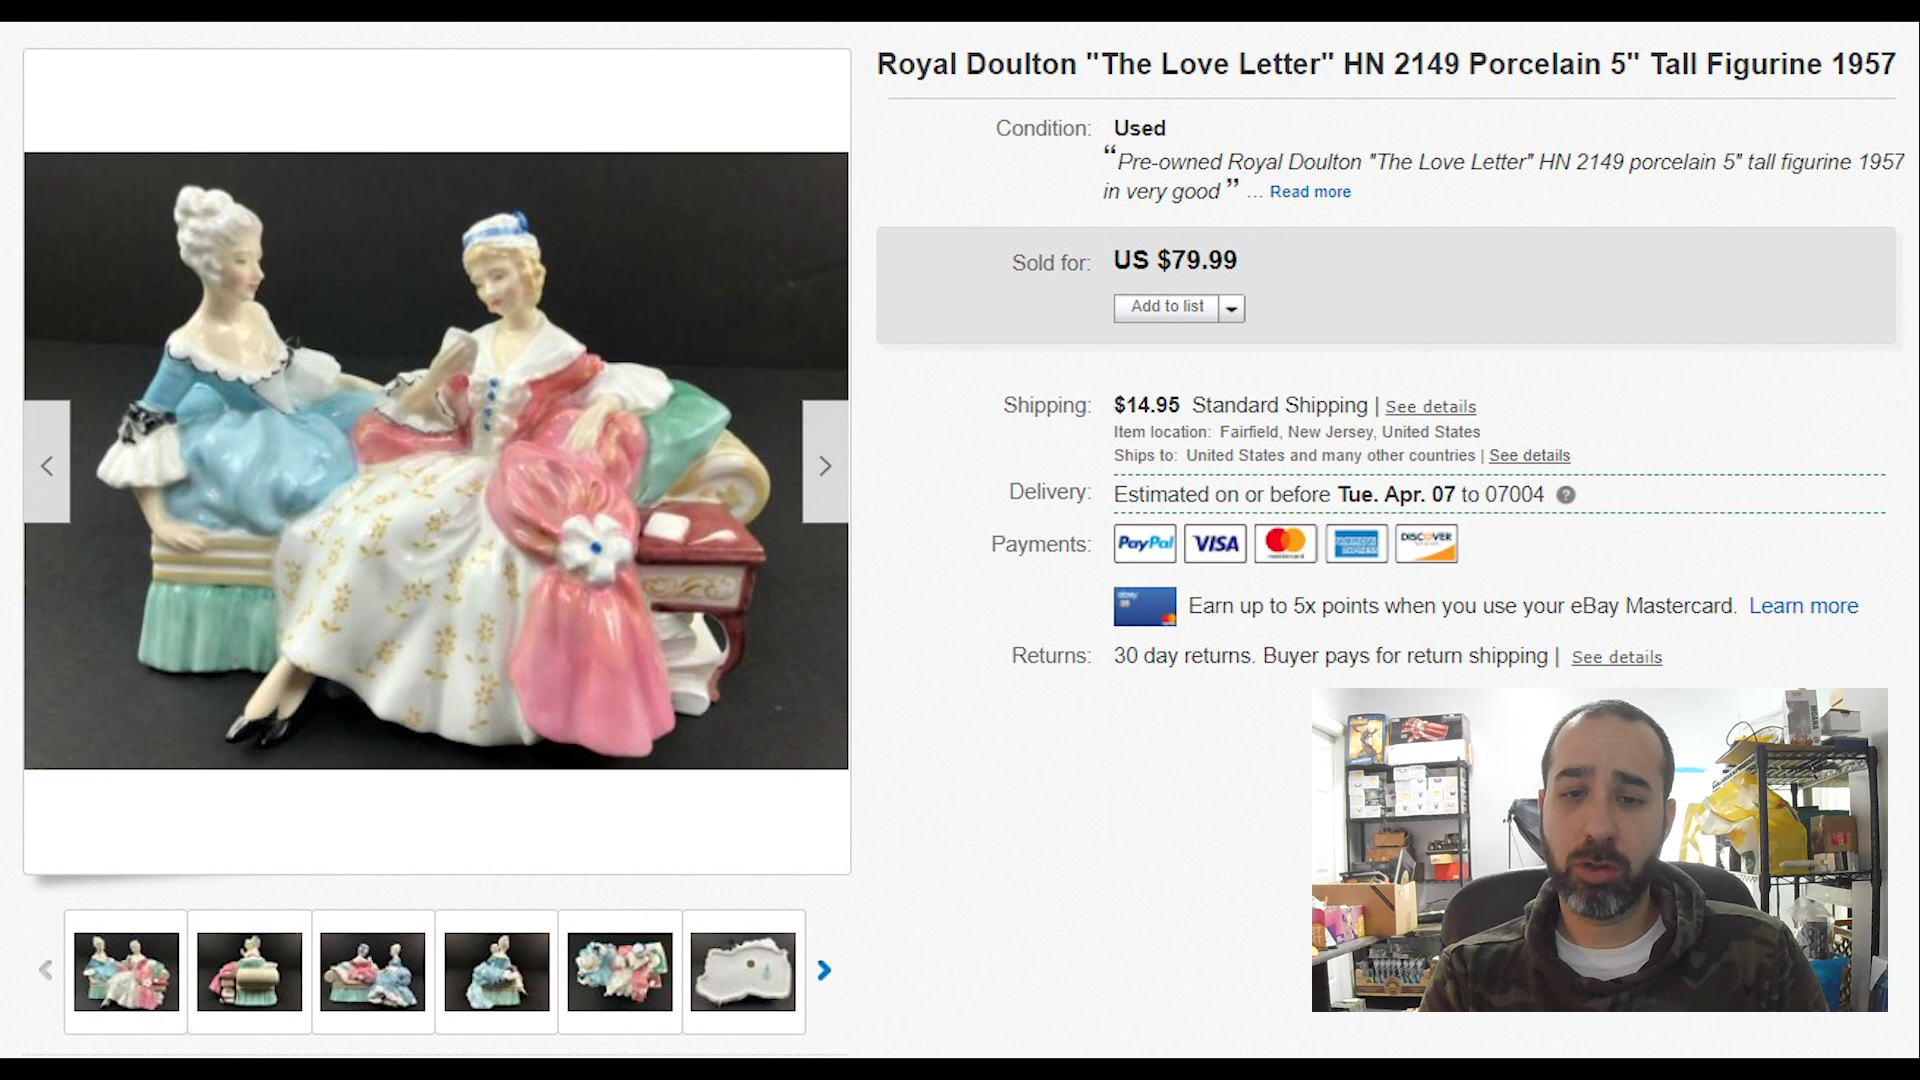 Royal Doulton "The Love Letter" HN 2149 Porcelain 5" Tall Figurine 1957
Condition: Used
“Pre-owned Royal Doulton "The Love Letter" HN 2149 porcelain 5" tall figurine 1957
in very good ” ... Read more
Sold for: US $79.99
Add to list
Shipping: $14.95 Standard Shipping | See details
Item location: Fairfield, New Jersey, United States
Ships to: United States and many other countries | See details
Delivery: Estimated on or before Tue. Apr. 07 to 07004 ?
Payments: PayPal VISA mastercard AMERICAN EXPRESS DISCOVER
ebay
Earn up to 5x points when you use your eBay Mastercard. Learn more
Returns: 30 day returns. Buyer pays for return shipping | See details